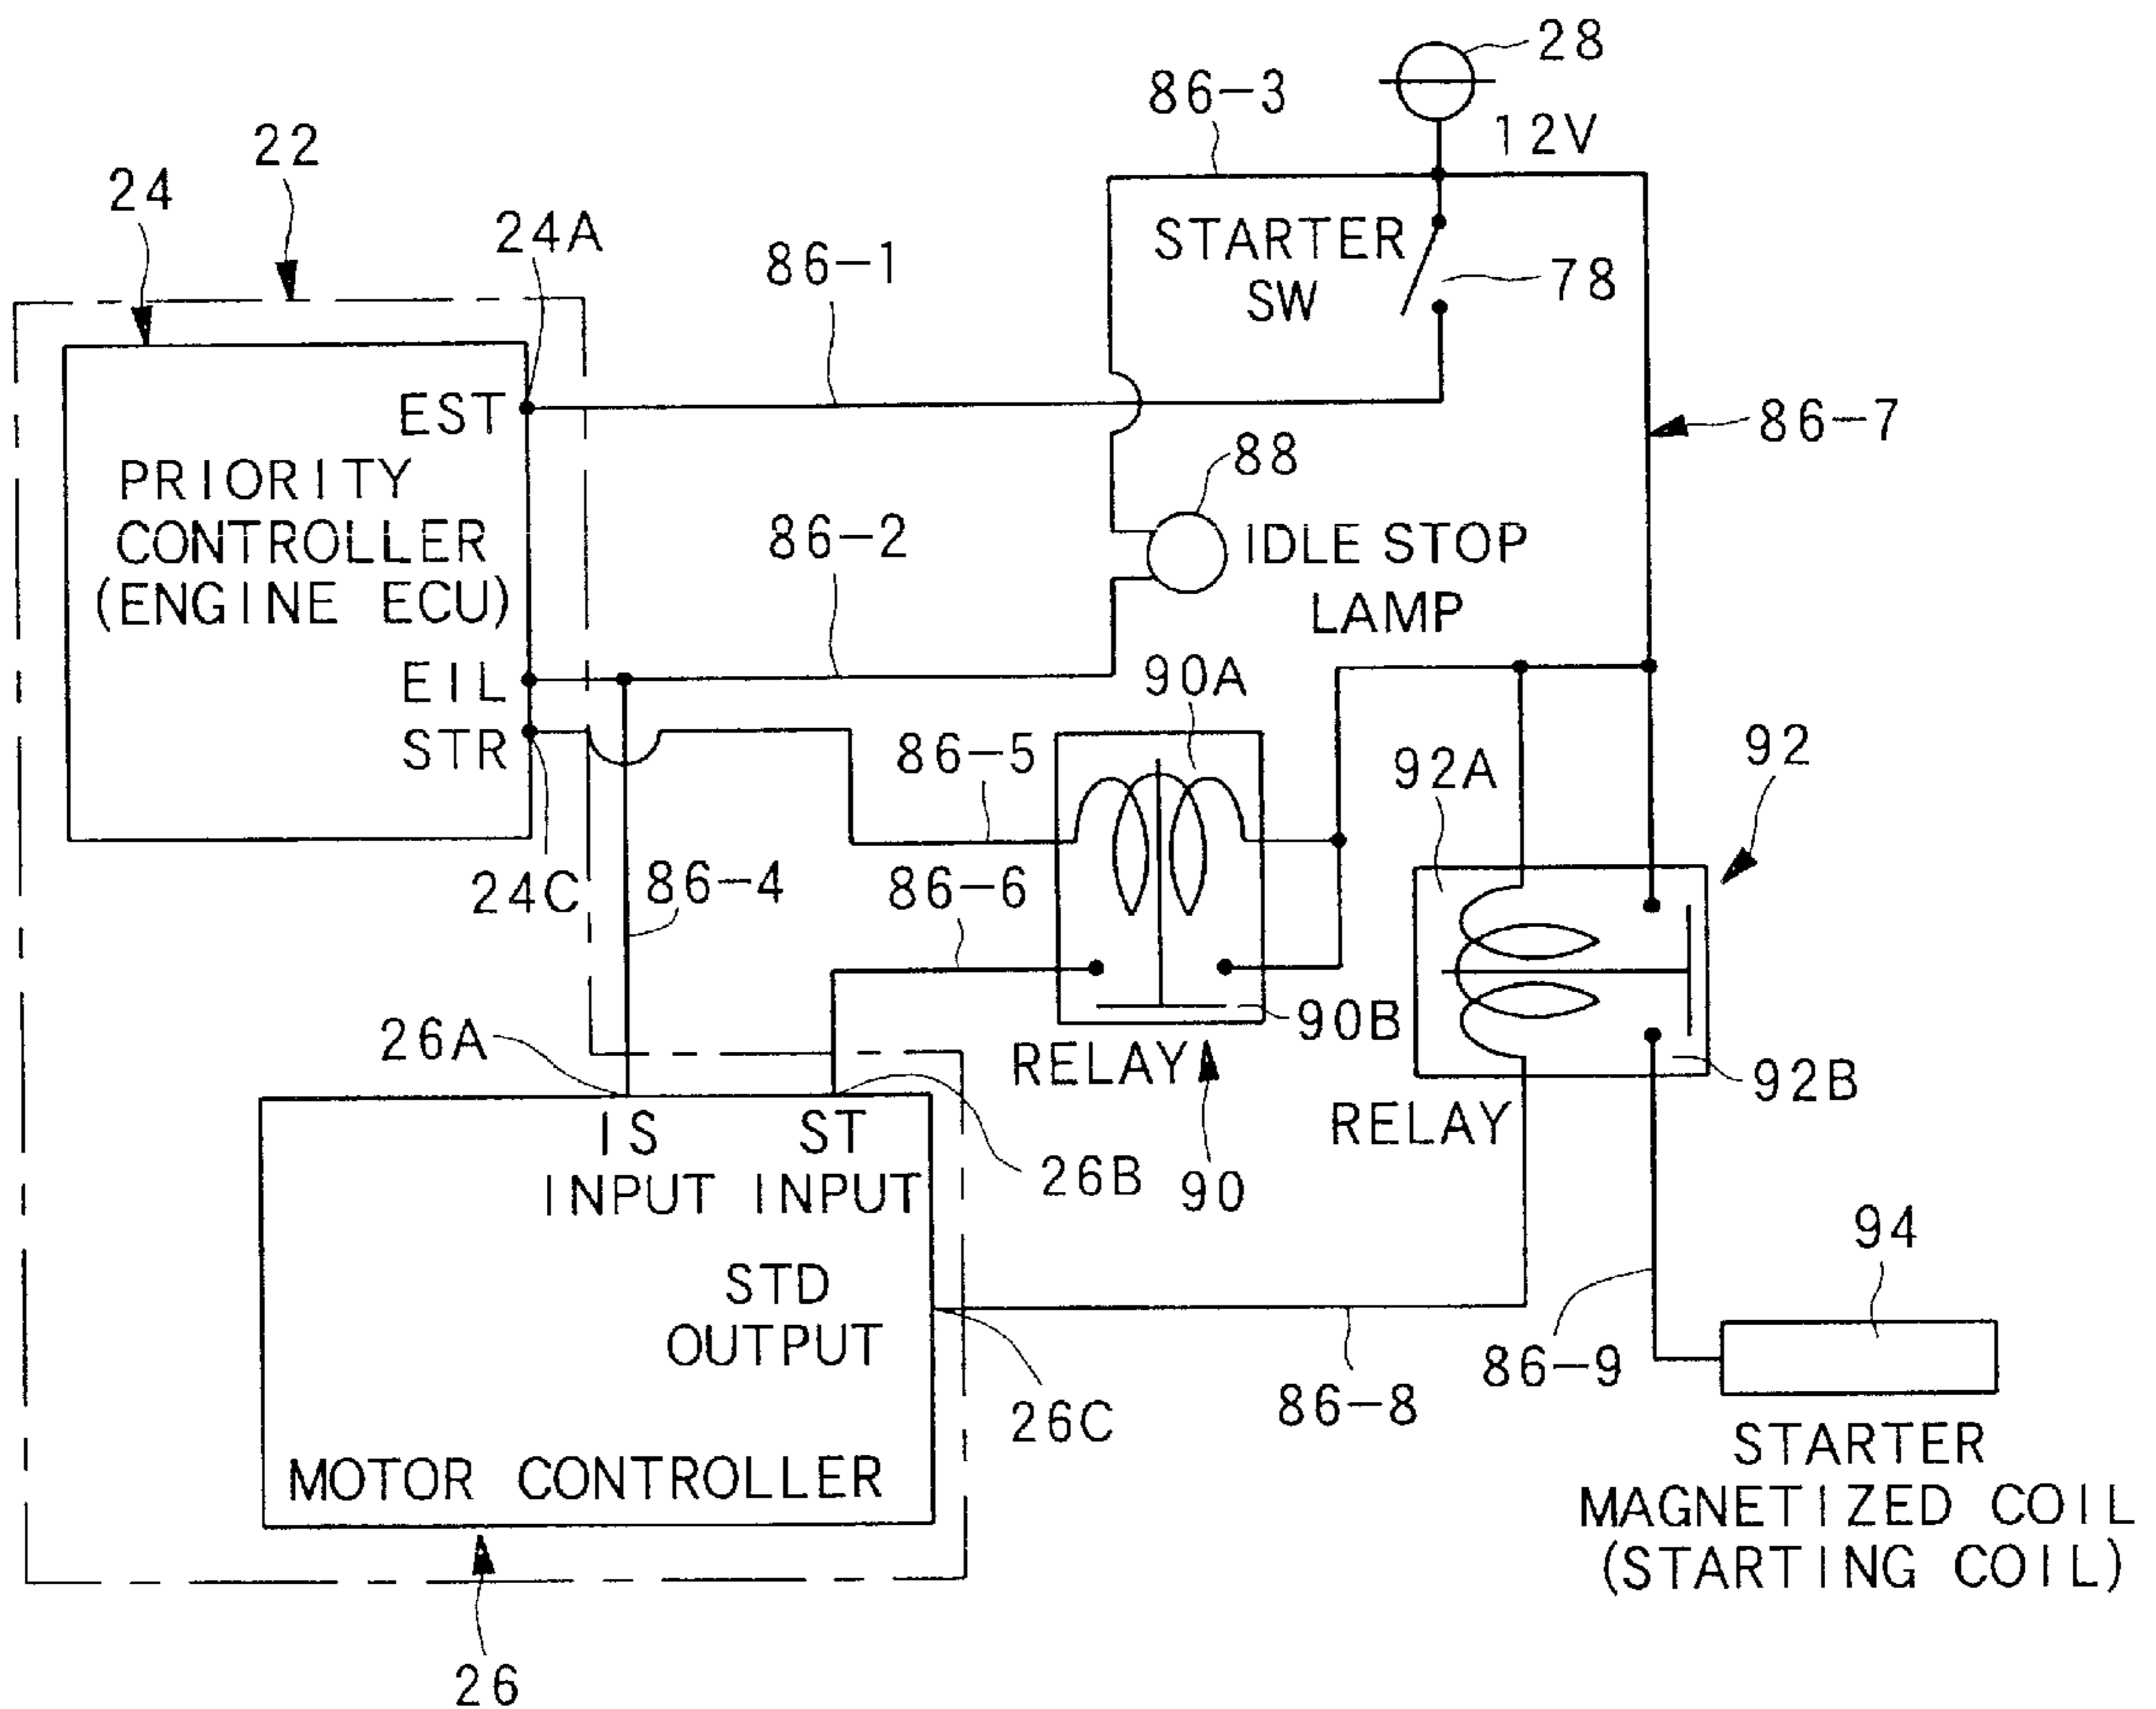 28
86-3
12V
22
24
24A
86-1
STARTER
SW
78
EST
86-7
PRIORITY
CONTROLLER
(ENGINE ECU)
88
86-2
IDLE STOP
LAMP
EIL
90A
STR
86-5
92A
92
24C
86-4
86-6
26A
90B
RELAY
92B
RELAY
IS
INPUT
ST
INPUT
26B
90
94
STD
OUTPUT
86-9
86-8
26C
STARTER
MAGNETIZED COIL
(STARTING COIL)
MOTOR CONTROLLER
26